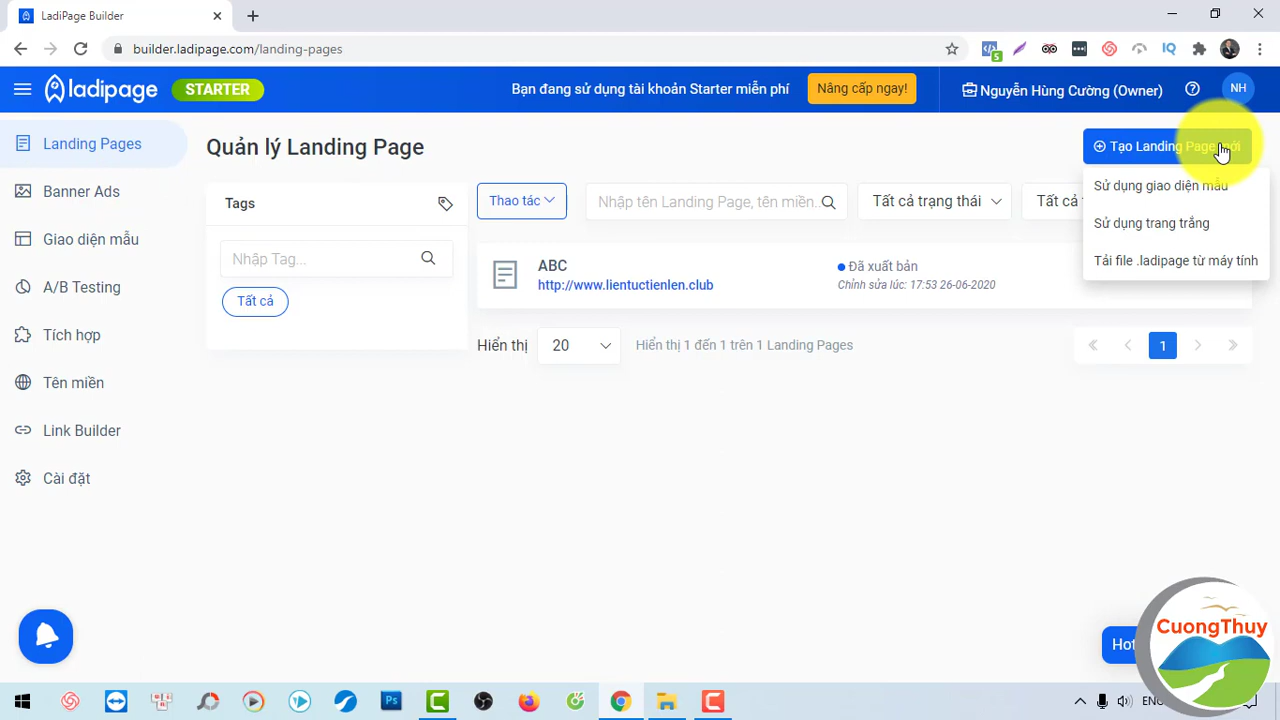 LadiPage Builder
builder.ladipage.com/landing-pages
5
IQ
ladipage STARTER
Bạn đang sử dụng tài khoản Starter miễn phí
Nâng cấp ngay!
Nguyễn Hùng Cường (Owner)
NH
Landing Pages
Banner Ads
Giao diện mẫu
A/B Testing
Tích hợp
Tên miền
Link Builder
Cài đặt
Quản lý Landing Page
Tạo Landing Page mới
Sử dụng giao diện mẫu
Sử dụng trang trắng
Tải file .ladipage từ máy tính
Tags
Nhập Tag...
Tất cả
Thao tác
Nhập tên Landing Page, tên miền..
Tất cả trạng thái
Tất cả
ABC
http://www.lientuctienlen.club
Đã xuất bản
Chỉnh sửa lúc: 17:53 26-06-2020
Hiển thị
20
Hiển thị 1 đến 1 trên 1 Landing Pages
1
CuongThuy
Ps